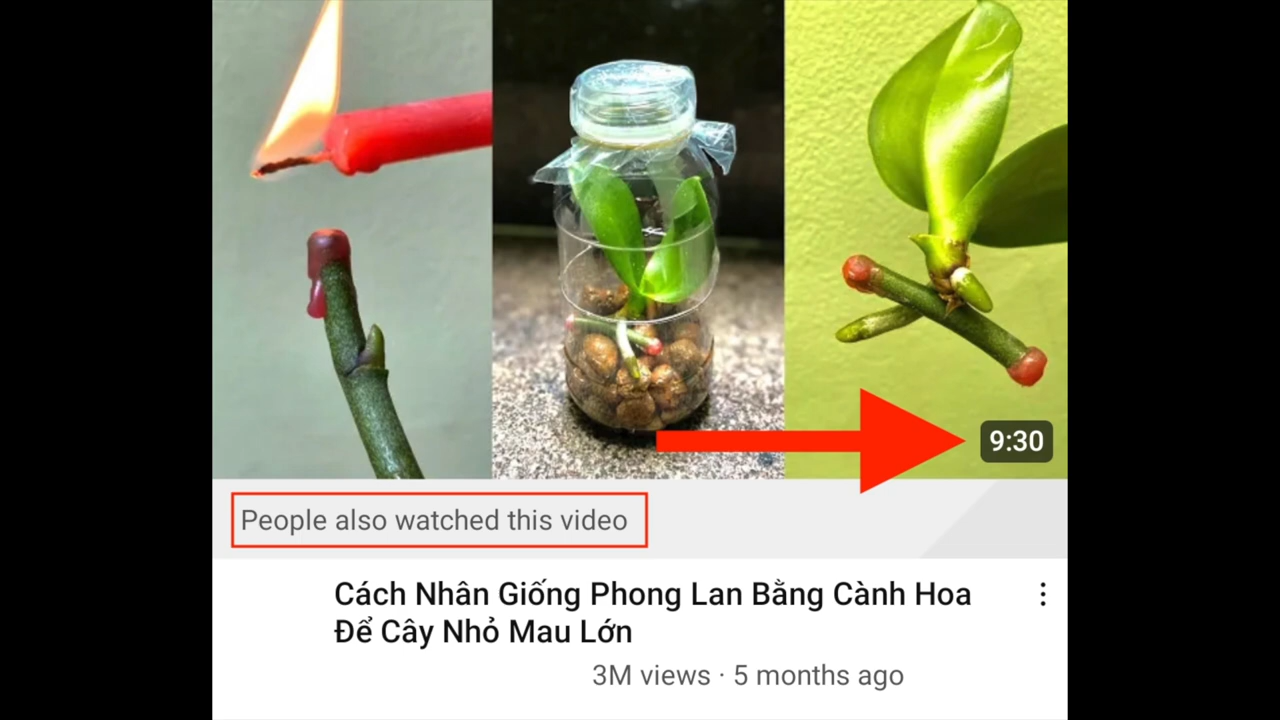 9:30
People also watched this video
Cách Nhân Giống Phong Lan Bằng Cành Hoa
Để Cây Nhỏ Mau Lớn
3M views · 5 months ago